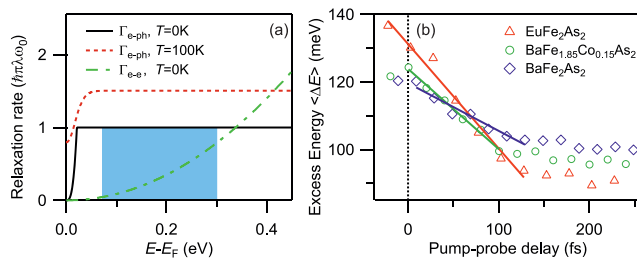 (a)
Γe-ph, T=0K
Γe-ph, T=100K
Γe-e, T=0K
Relaxation rate (ℏπλω0)
2
1
0
0.0
0.2
0.4
E-EF (eV)
(b)
EuFe2As2
BaFe1.85Co0.15As2
BaFe2As2
Excess Energy <ΔE> (meV)
120
100
0
100
200
Pump-probe delay (fs)